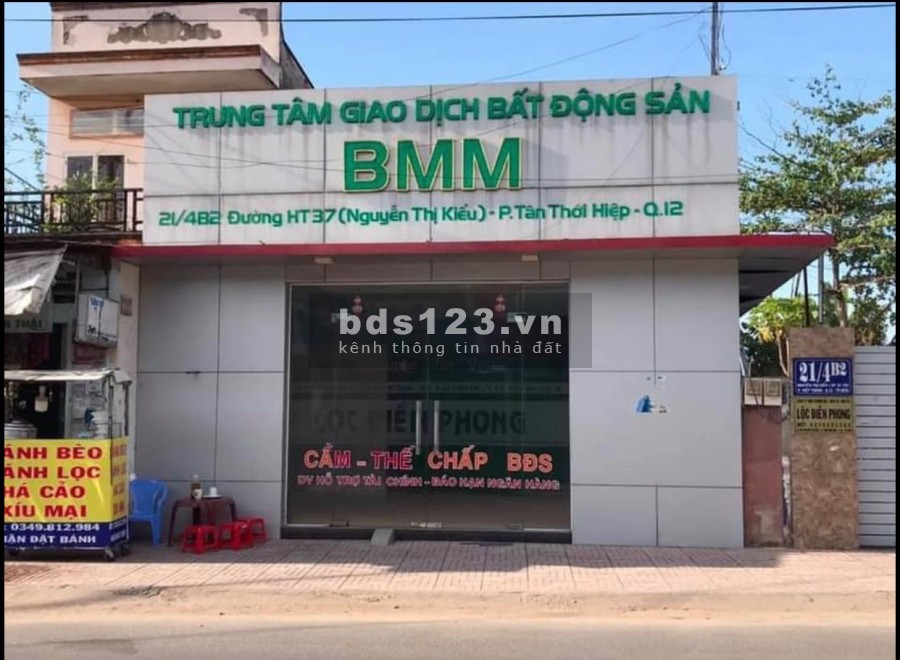 TRUNG TÂM GIAO DỊCH BẤT ĐỘNG SẢN
BMM
21/4B2 Đường HT37 (Nguyễn Thị Kiểu) - P. Tân Thới Hiệp - Q.12
bds123.vn
kênh thông tin nhà đất
LỘC ĐIỀN PHONG
CẦM - THẾ CHẤP BĐS
DV HỖ TRỢ TÀI CHÍNH - ĐÁO HẠN NGÂN HÀNG
21/4B2
LỘC ĐIỀN PHONG
ÁNH BÈO
ÁNH LỌC
HÁ CẢO
XÍU MẠI
0349.812.984
ĐẶT BÁNH